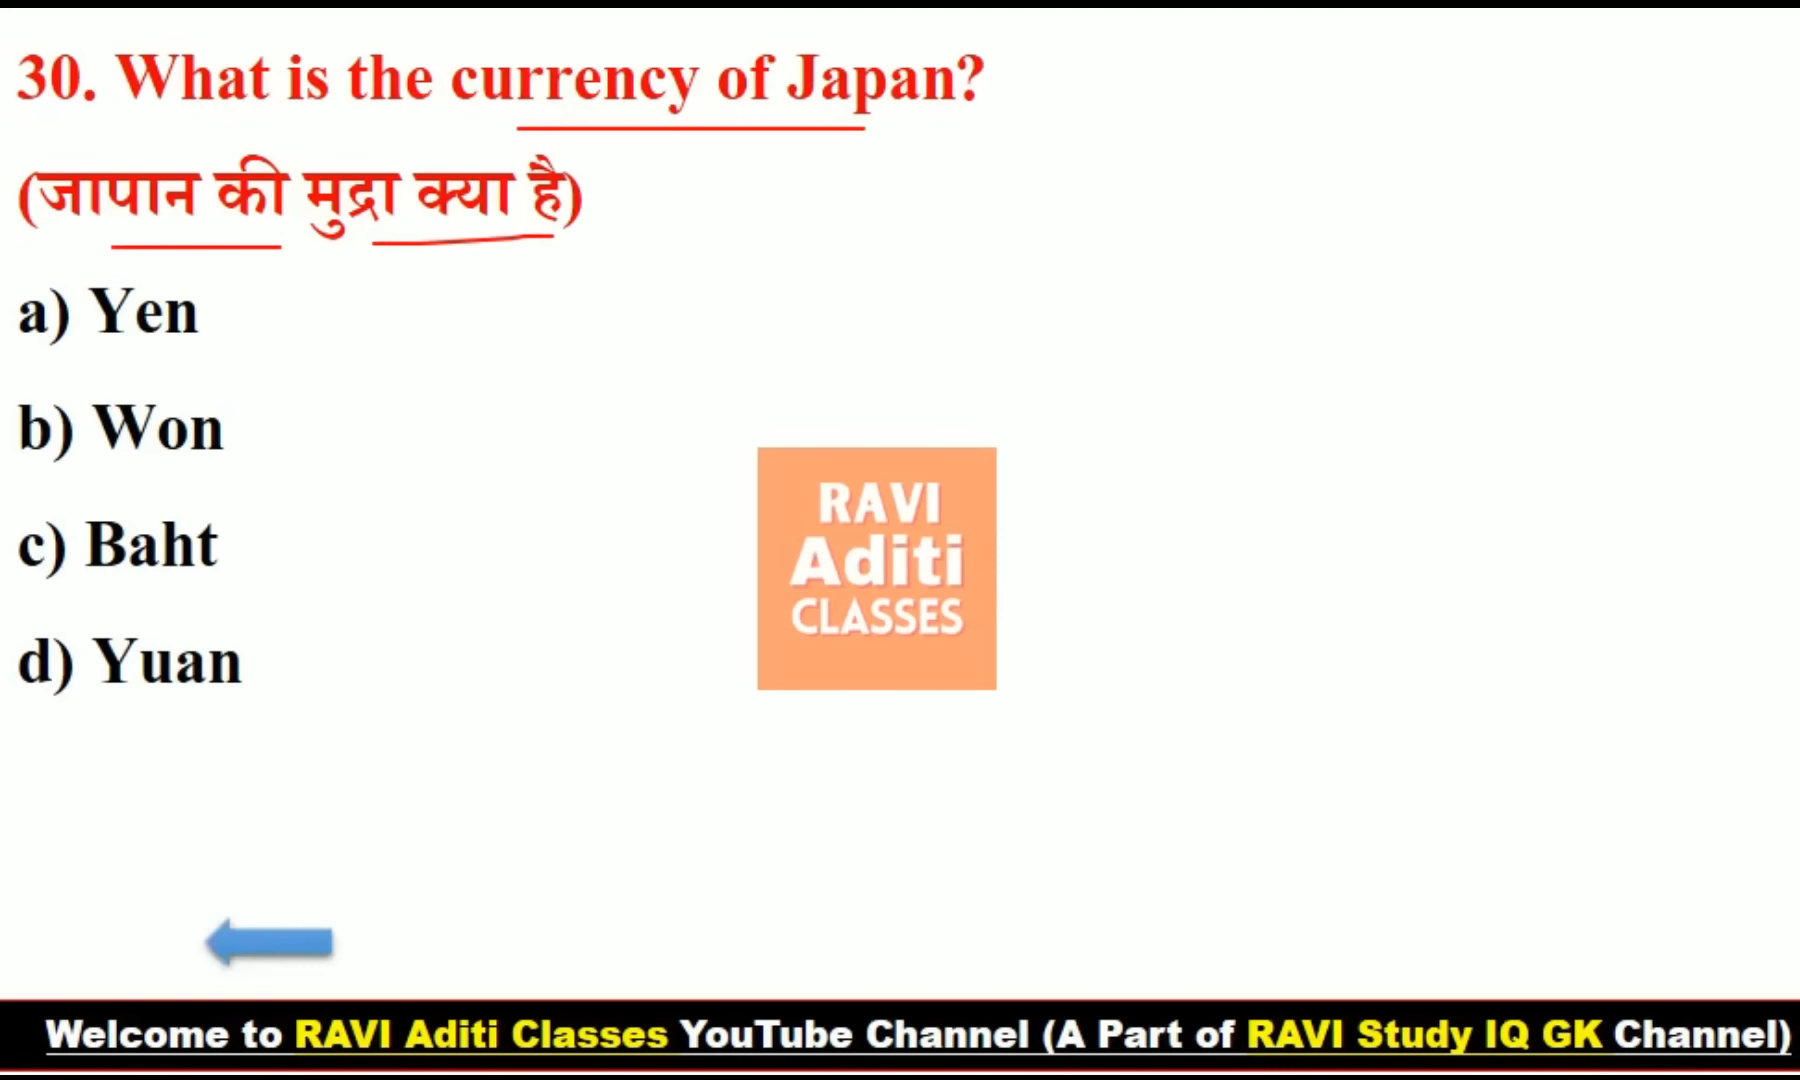 30. What is the currency of Japan?
(जापान की मुद्रा क्या है)
a) Yen
b) Won
c) Baht
d) Yuan
RAVI
Aditi
CLASSES
Welcome to RAVI Aditi Classes YouTube Channel (A Part of RAVI Study IQ GK Channel)